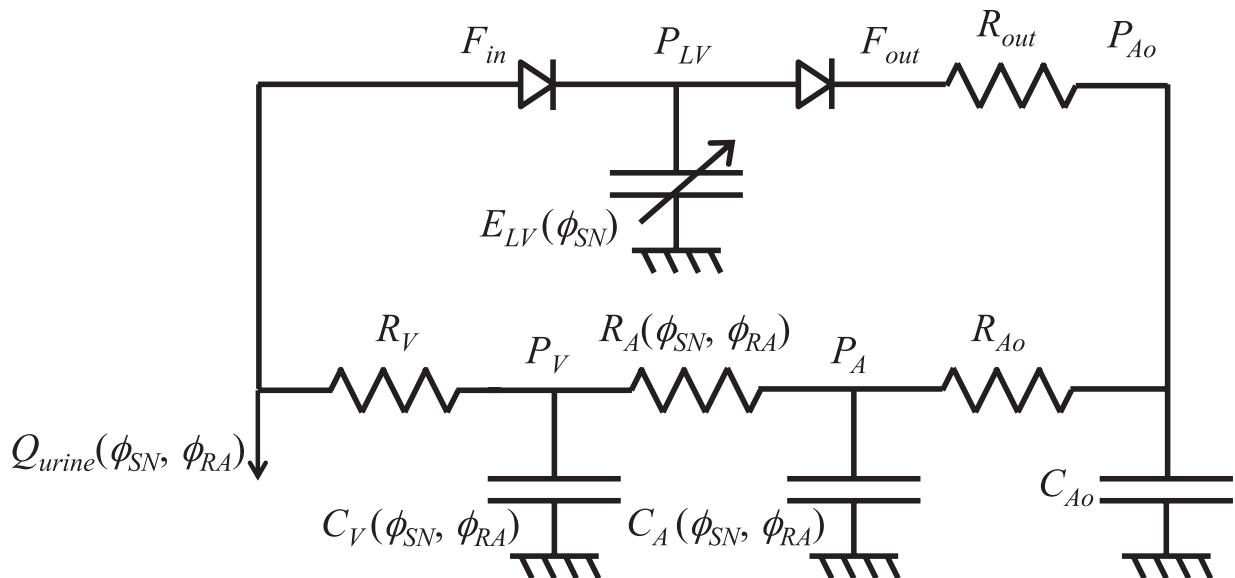 F_in P_LV F_out R_out P_Ao
E_LV(ϕ_SN)
R_V P_V R_A(ϕ_SN, ϕ_RA) P_A R_Ao
Q_urine(ϕ_SN, ϕ_RA)
C_V(ϕ_SN, ϕ_RA) C_A(ϕ_SN, ϕ_RA) C_Ao